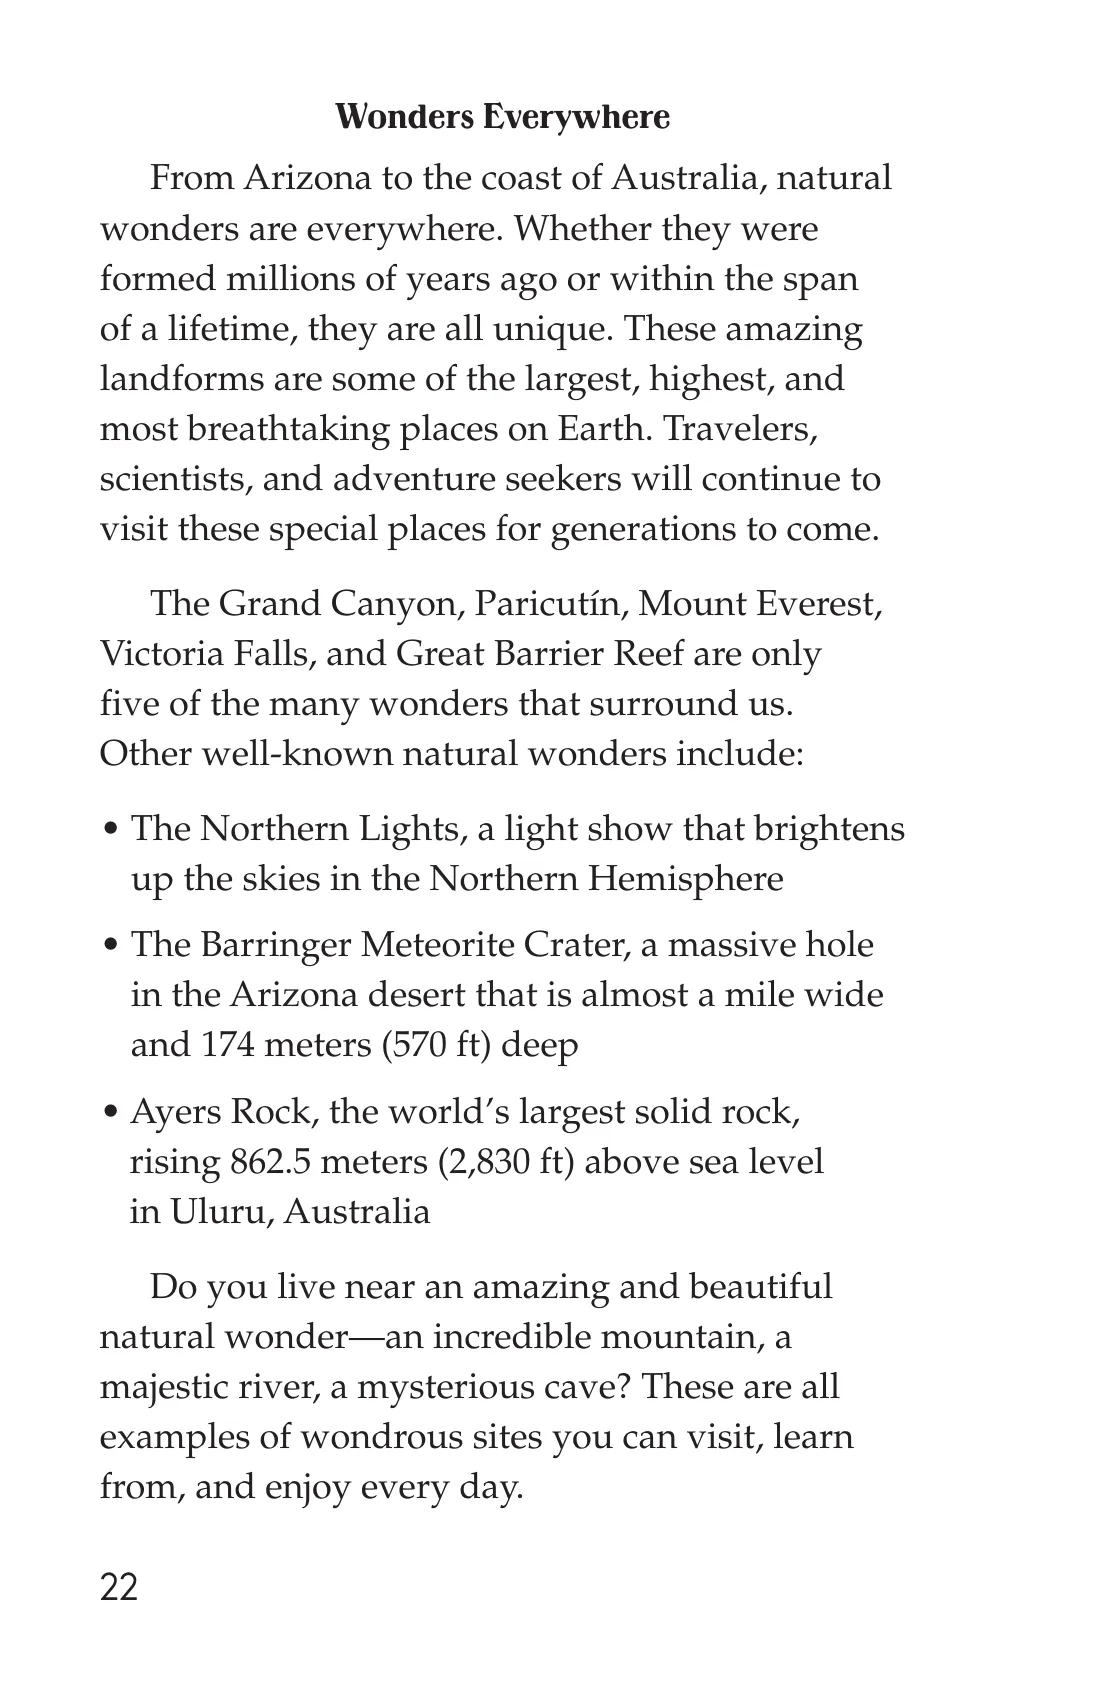 Wonders Everywhere
From Arizona to the coast of Australia, natural
wonders are everywhere. Whether they were
formed millions of years ago or within the span
of a lifetime, they are all unique. These amazing
landforms are some of the largest, highest, and
most breathtaking places on Earth. Travelers,
scientists, and adventure seekers will continue to
visit these special places for generations to come.
The Grand Canyon, Paricutín, Mount Everest,
Victoria Falls, and Great Barrier Reef are only
five of the many wonders that surround us.
Other well-known natural wonders include:
• The Northern Lights, a light show that brightens
up the skies in the Northern Hemisphere
• The Barringer Meteorite Crater, a massive hole
in the Arizona desert that is almost a mile wide
and 174 meters (570 ft) deep
• Ayers Rock, the world’s largest solid rock,
rising 862.5 meters (2,830 ft) above sea level
in Uluru, Australia
Do you live near an amazing and beautiful
natural wonder—an incredible mountain, a
majestic river, a mysterious cave? These are all
examples of wondrous sites you can visit, learn
from, and enjoy every day.
22